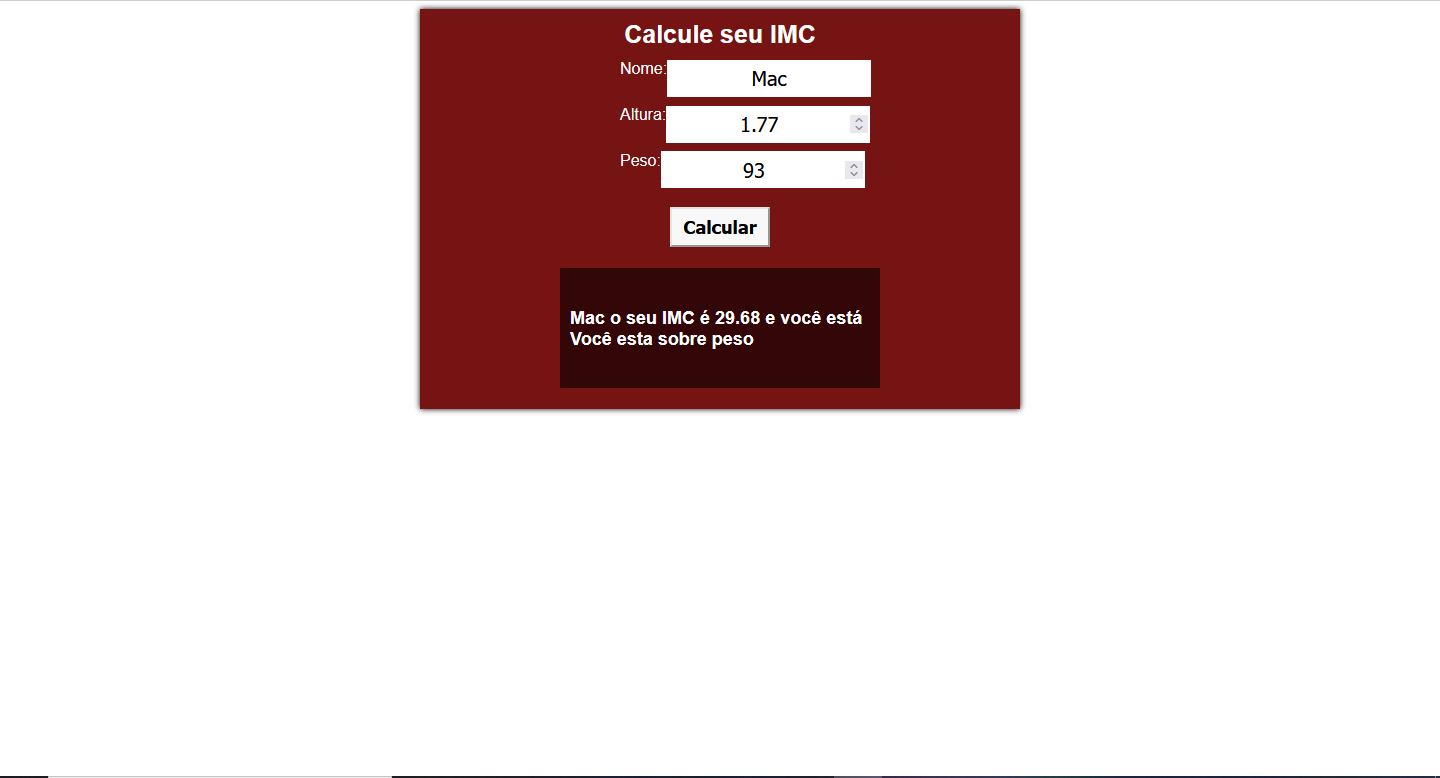 Calcule seu IMC
Nome: Mac
Altura: 1.77
Peso: 93
Calcular
Mac o seu IMC é 29.68 e você está
Você esta sobre peso